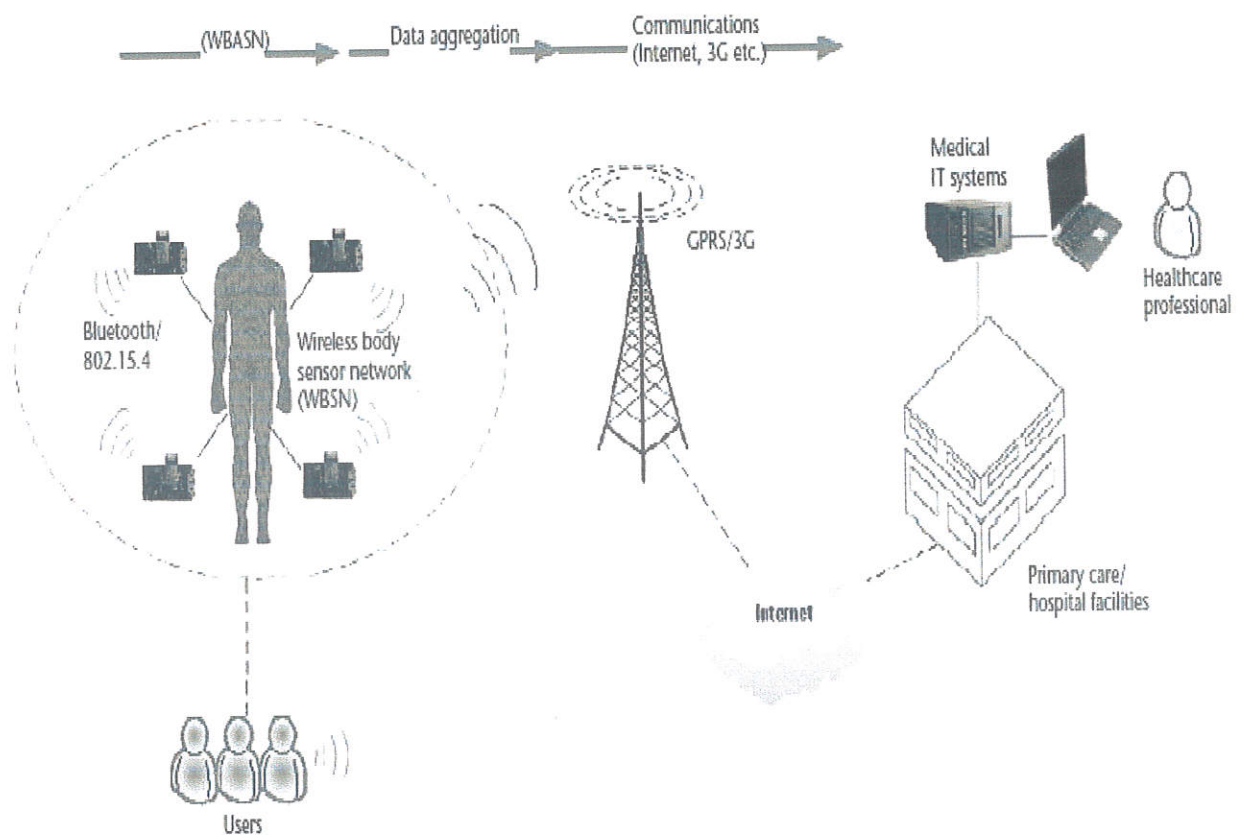 (WBASN)
Data aggregation
Communications
(Internet, 3G etc.)
Medical
IT systems
GPRS/3G
Healthcare
professional
Bluetooth/
802.15.4
Wireless body
sensor network
(WBSN)
Primary care/
hospital facilities
Internet
Users